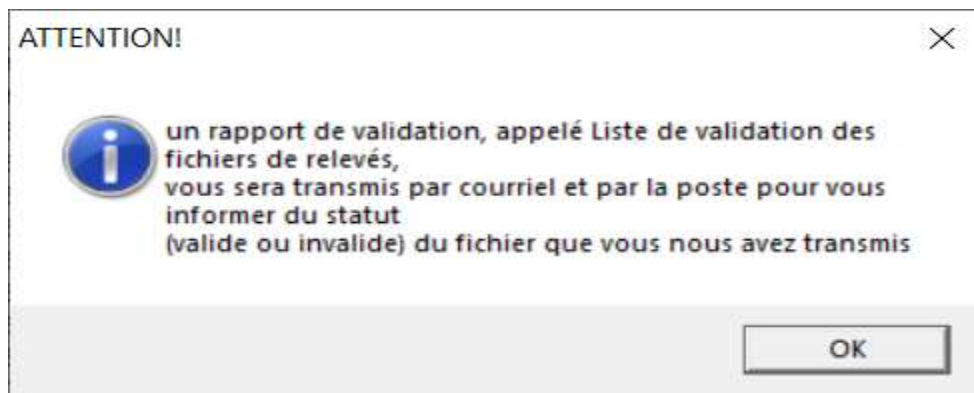 ATTENTION!
un rapport de validation, appelé Liste de validation des
fichiers de relevés,
vous sera transmis par courriel et par la poste pour vous
informer du statut
(valide ou invalide) du fichier que vous nous avez transmis
OK